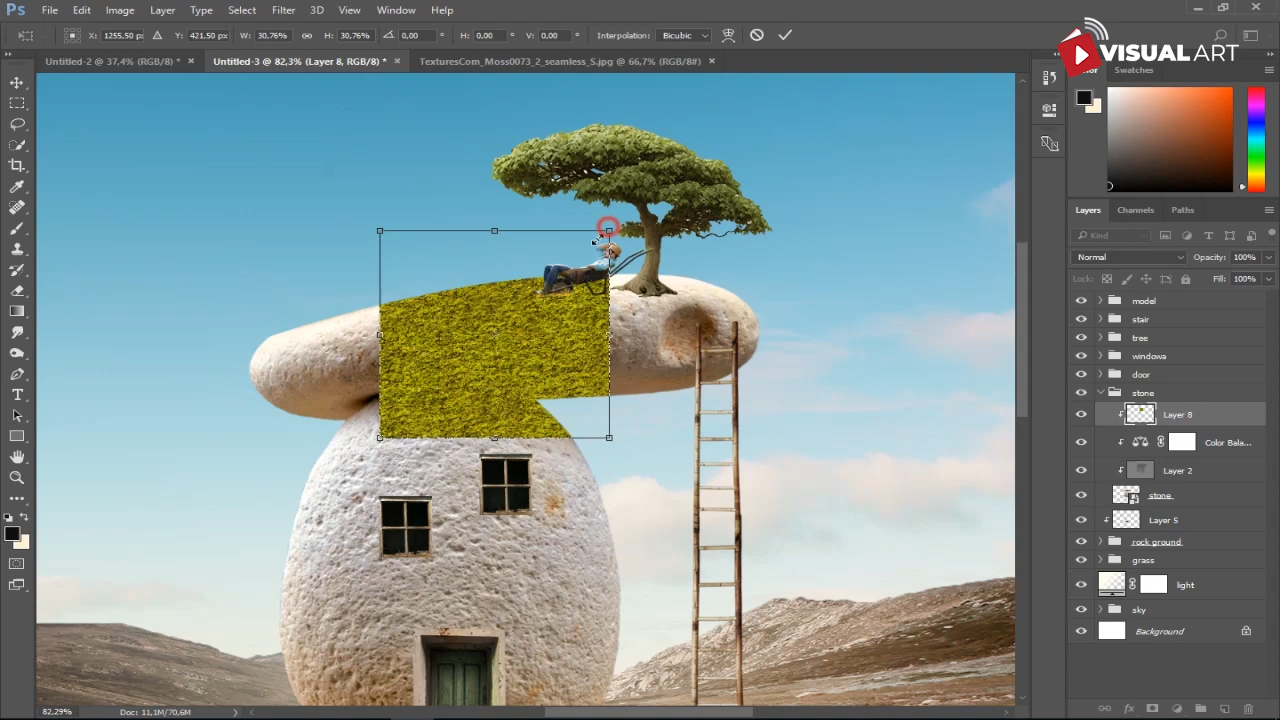 Ps File Edit Image Layer Type Select Filter 3D View Window Help
X: 1255,50 px Y: 421,50 px W: 30,76% H: 30,76% 0,00 ° H: 0,00 ° V: 0,00 ° Interpolation: Bicubic
VISUAL ART
Untitled-2 @ 37,4% (RGB/8) * × Untitled-3 @ 82,3% (Layer 8, RGB/8) * × TexturesCom_Moss0073_2_seamless_S.jpg @ 66,7% (RGB/8#) ×
Swatches
Layers Channels Paths
Kind
Normal Opacity: 100%
Lock: Fill: 100%
model
stair
tree
windowa
door
stone
Layer 8
Color Bala...
Layer 2
stone
Layer 5
rock ground
grass
light
sky
Background
82,29% Doc: 11,1M/70,6M